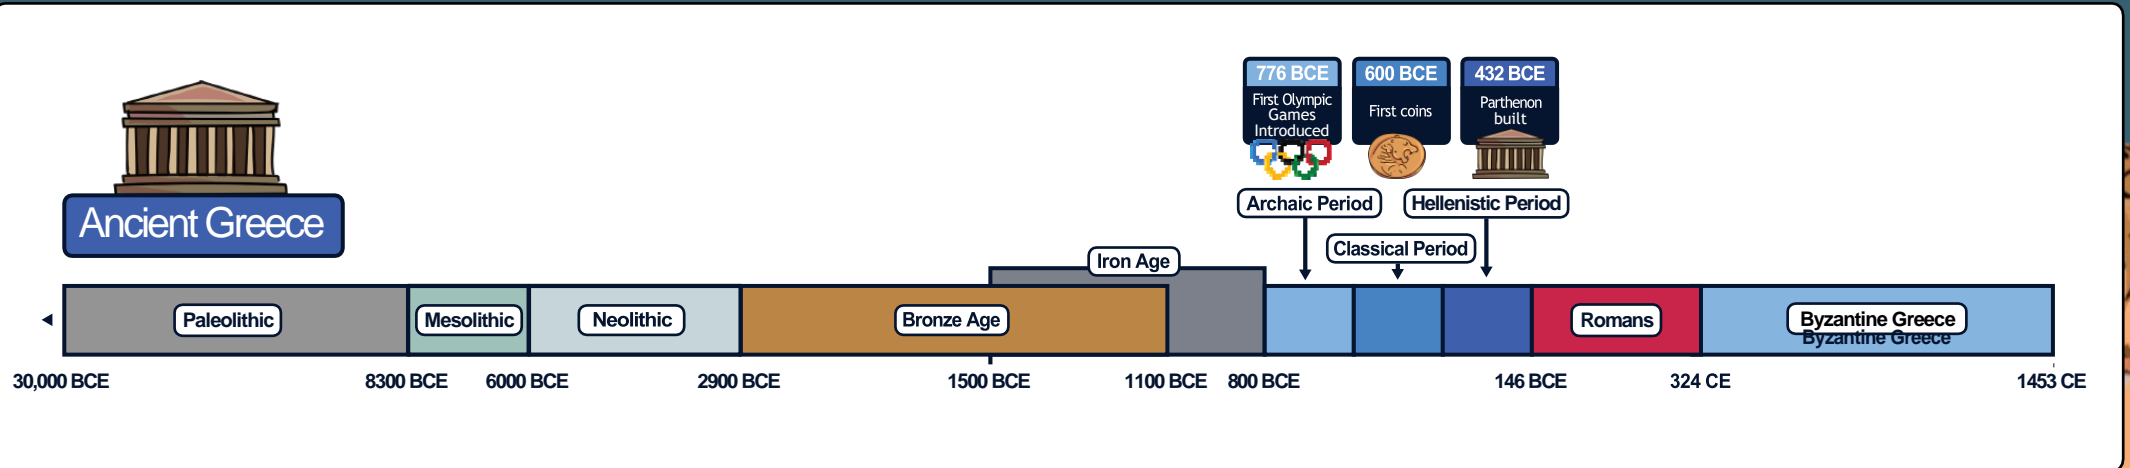 776 BCE
First Olympic
Games
Introduced
600 BCE
First coins
432 BCE
Parthenon
built
Ancient Greece
Archaic Period
Hellenistic Period
Classical Period
Iron Age
Paleolithic
Mesolithic
Neolithic
Bronze Age
Romans
Byzantine Greece
Byzantine Greece
30,000 BCE
8300 BCE
6000 BCE
2900 BCE
1500 BCE
1100 BCE
800 BCE
146 BCE
324 CE
1453 CE